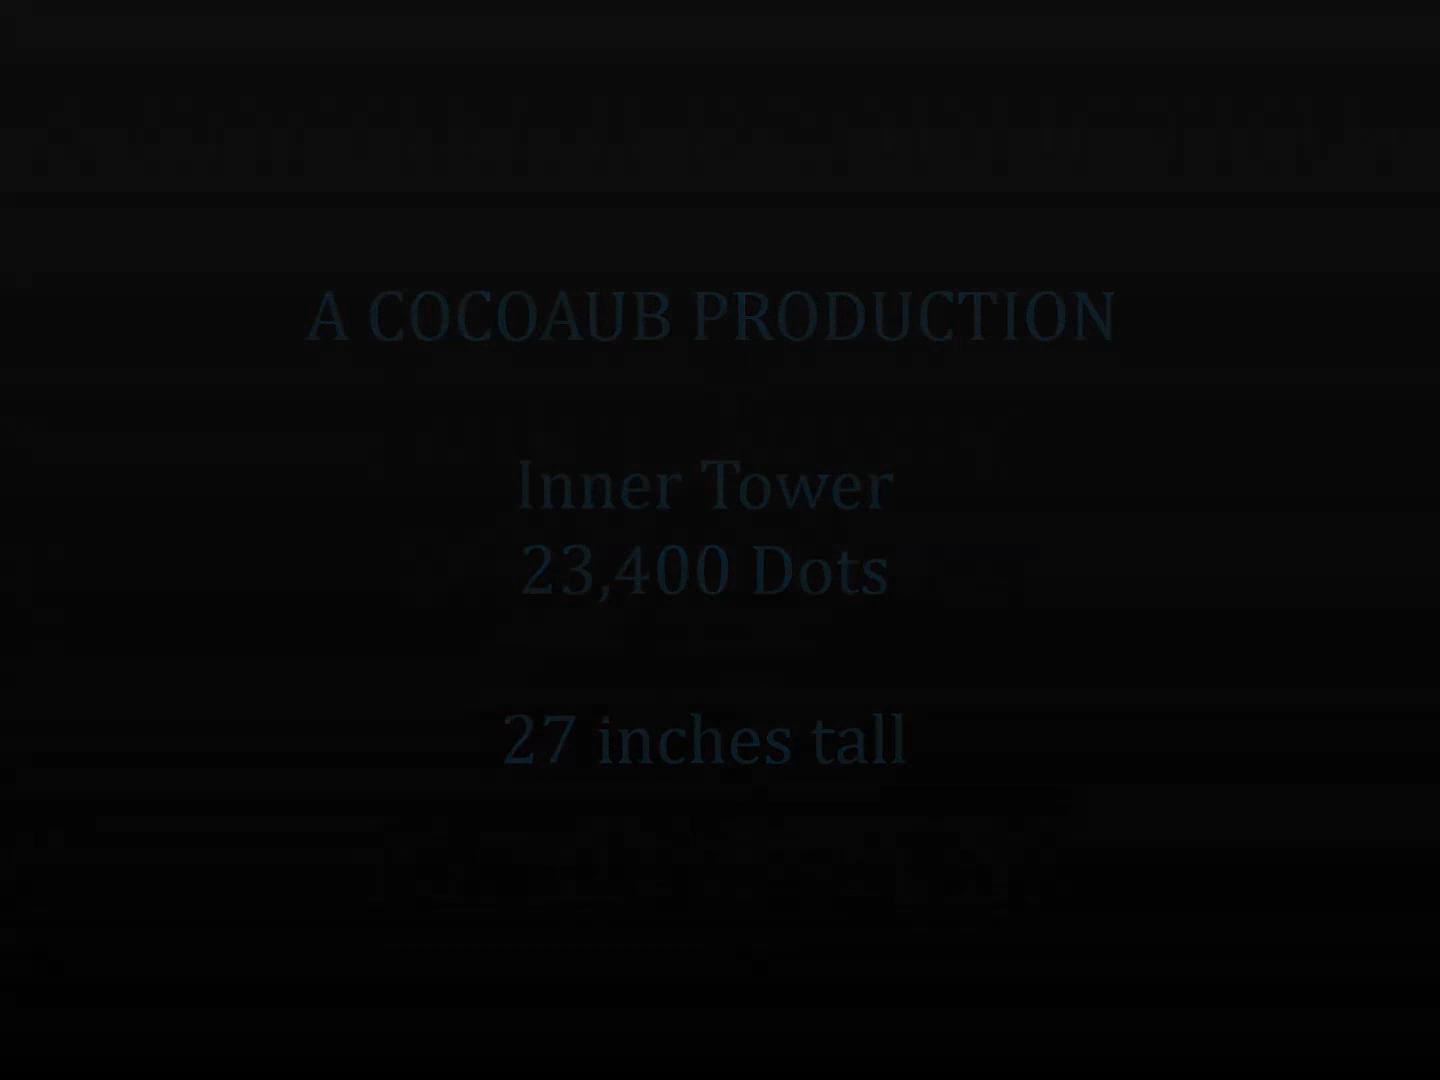 A COCOAUB PRODUCTION
Inner Tower
23,400 Dots
27 inches tall